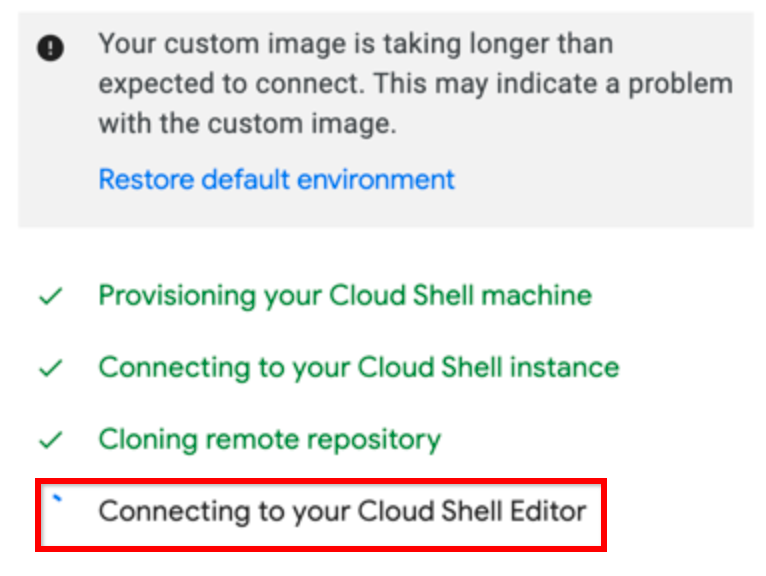 Your custom image is taking longer than
expected to connect. This may indicate a problem
with the custom image.
Restore default environment
Provisioning your Cloud Shell machine
Connecting to your Cloud Shell instance
Cloning remote repository
Connecting to your Cloud Shell Editor